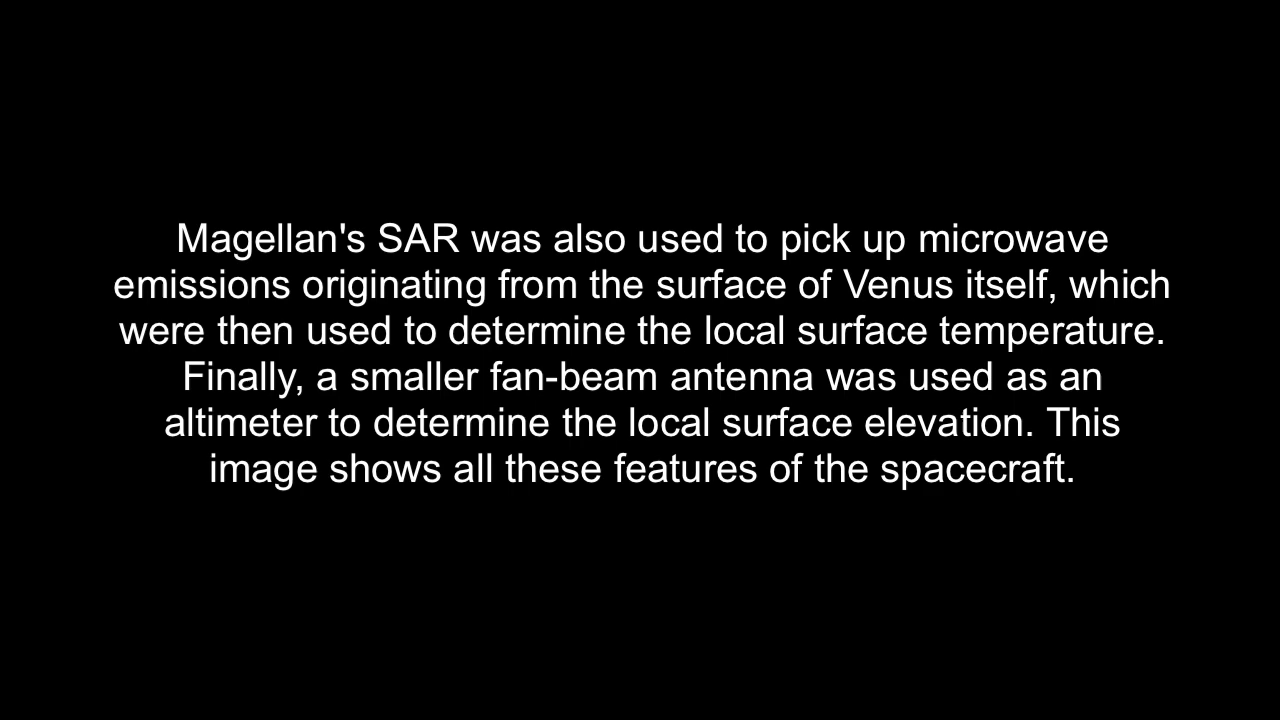 Magellan's SAR was also used to pick up microwave
emissions originating from the surface of Venus itself, which
were then used to determine the local surface temperature.
Finally, a smaller fan-beam antenna was used as an
altimeter to determine the local surface elevation. This
image shows all these features of the spacecraft.